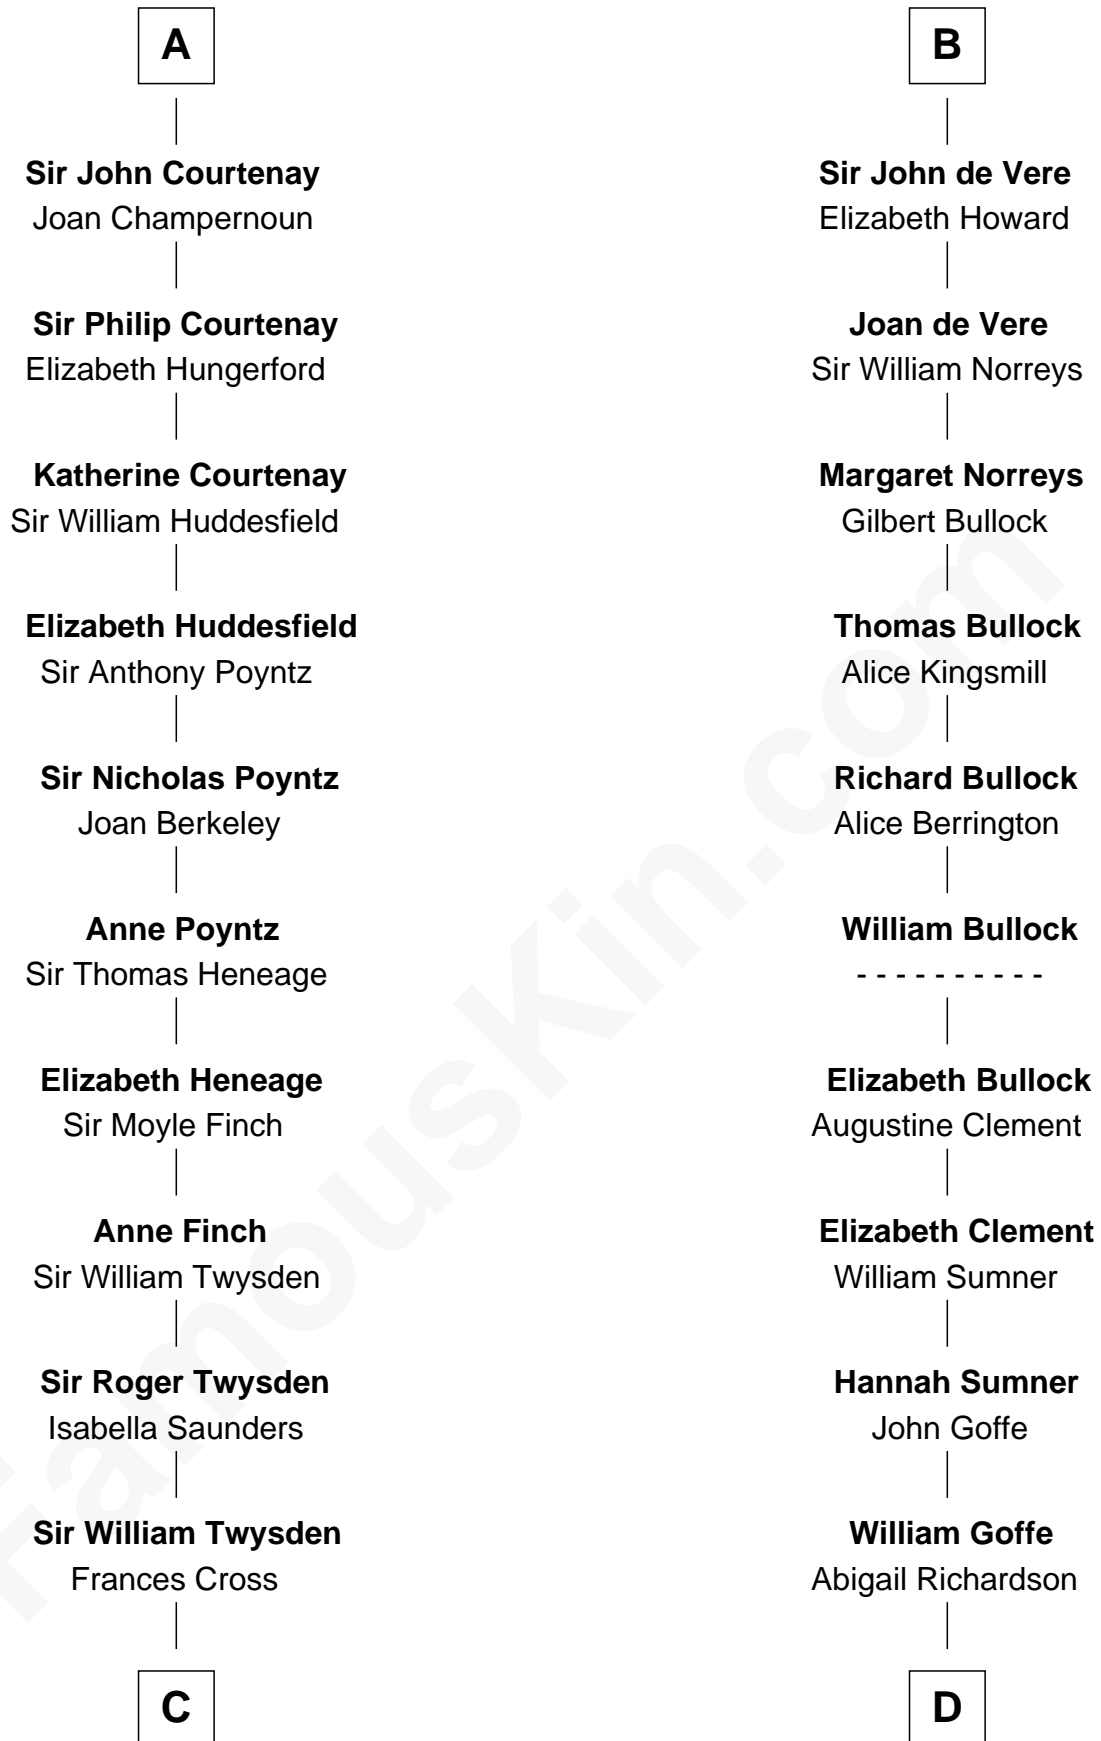 A
Sir John Courtenay
Joan Champernoun
Sir Philip Courtenay
Elizabeth Hungerford
Katherine Courtenay
Sir William Huddesfield
Elizabeth Huddesfield
Sir Anthony Poyntz
Sir Nicholas Poyntz
Joan Berkeley
Anne Poyntz
Sir Thomas Heneage
Elizabeth Heneage
Sir Moyle Finch
Anne Finch
Sir William Twysden
Sir Roger Twysden
Isabella Saunders
Sir William Twysden
Frances Cross
C
B
Sir John de Vere
Elizabeth Howard
Joan de Vere
Sir William Norreys
Margaret Norreys
Gilbert Bullock
Thomas Bullock
Alice Kingsmill
Richard Bullock
Alice Berrington
William Bullock
- - - - - - - - - -
Elizabeth Bullock
Augustine Clement
Elizabeth Clement
William Sumner
Hannah Sumner
John Goffe
William Goffe
Abigail Richardson
D
FamousKin.com